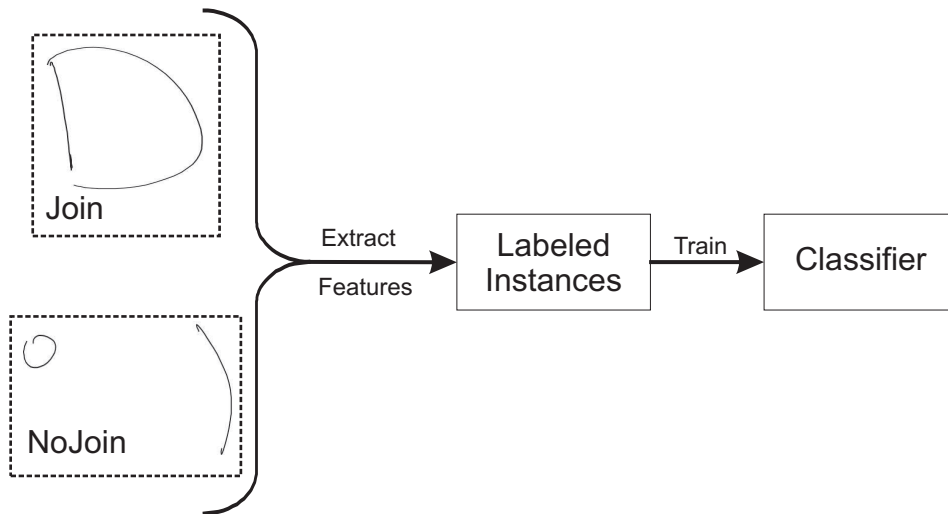 Join
NoJoin
Extract
Features
Labeled
Instances
Train
Classifier